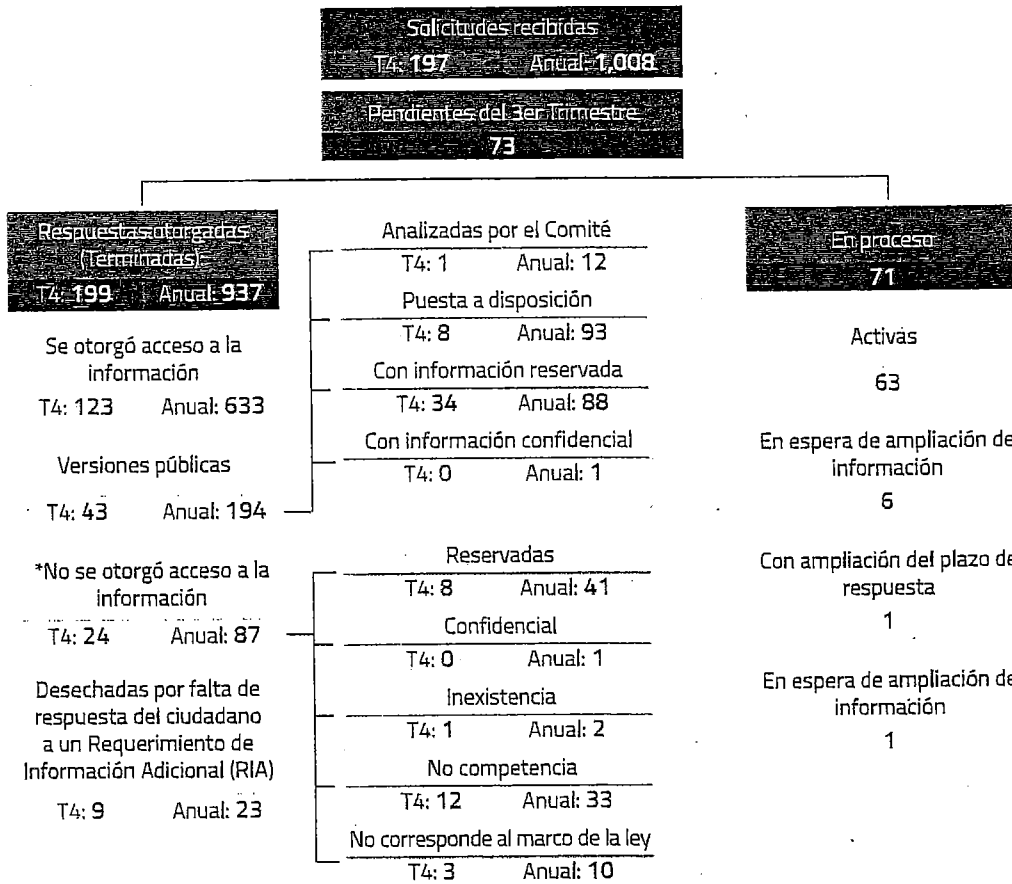 Solicitudes recibidas
T4: 197 Anual: 1,008
Pendientes del 3er Trimestre
73
Respuestas otorgadas
(Terminadas)
T4: 199 Anual: 937
Se otorgó acceso a la
información
T4: 123 Anual: 633
Versiones públicas
T4: 43 Anual: 194
*No se otorgó acceso a la
información
T4: 24 Anual: 87
Desechadas por falta de
respuesta del ciudadano
a un Requerimiento de
Información Adicional (RIA)
T4: 9 Anual: 23
Analizadas por el Comité
T4: 1 Anual: 12
Puesta a disposición
T4: 8 Anual: 93
Con información reservada
T4: 34 Anual: 88
Con información confidencial
T4: 0 Anual: 1
Reservadas
T4: 8 Anual: 41
Confidencial
T4: 0 Anual: 1
Inexistencia
T4: 1 Anual: 2
No competencia
T4: 12 Anual: 33
No corresponde al marco de la ley
T4: 3 Anual: 10
En proceso
71
Activas
63
En espera de ampliación de
información
6
Con ampliación del plazo de
respuesta
1
En espera de ampliación de
información
1